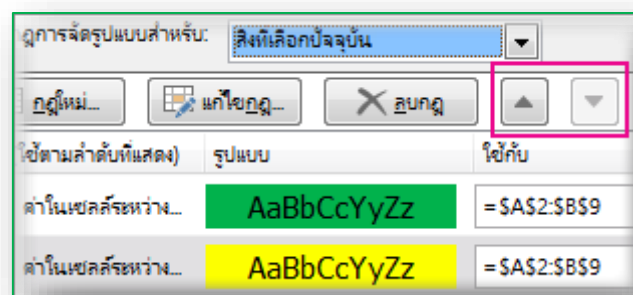 ฎการจัดรูปแบบสำหรับ: สิ่งที่เลือกปัจจุบัน
กฎใหม่... แก้ไขกฎ... ลบกฎ
ใช้ตามลำดับที่แสดง) รูปแบบ ใช้กับ
ค่าในเซลล์ระหว่าง... AaBbCcYyZz =$A$2:$B$9
ค่าในเซลล์ระหว่าง... AaBbCcYyZz =$A$2:$B$9